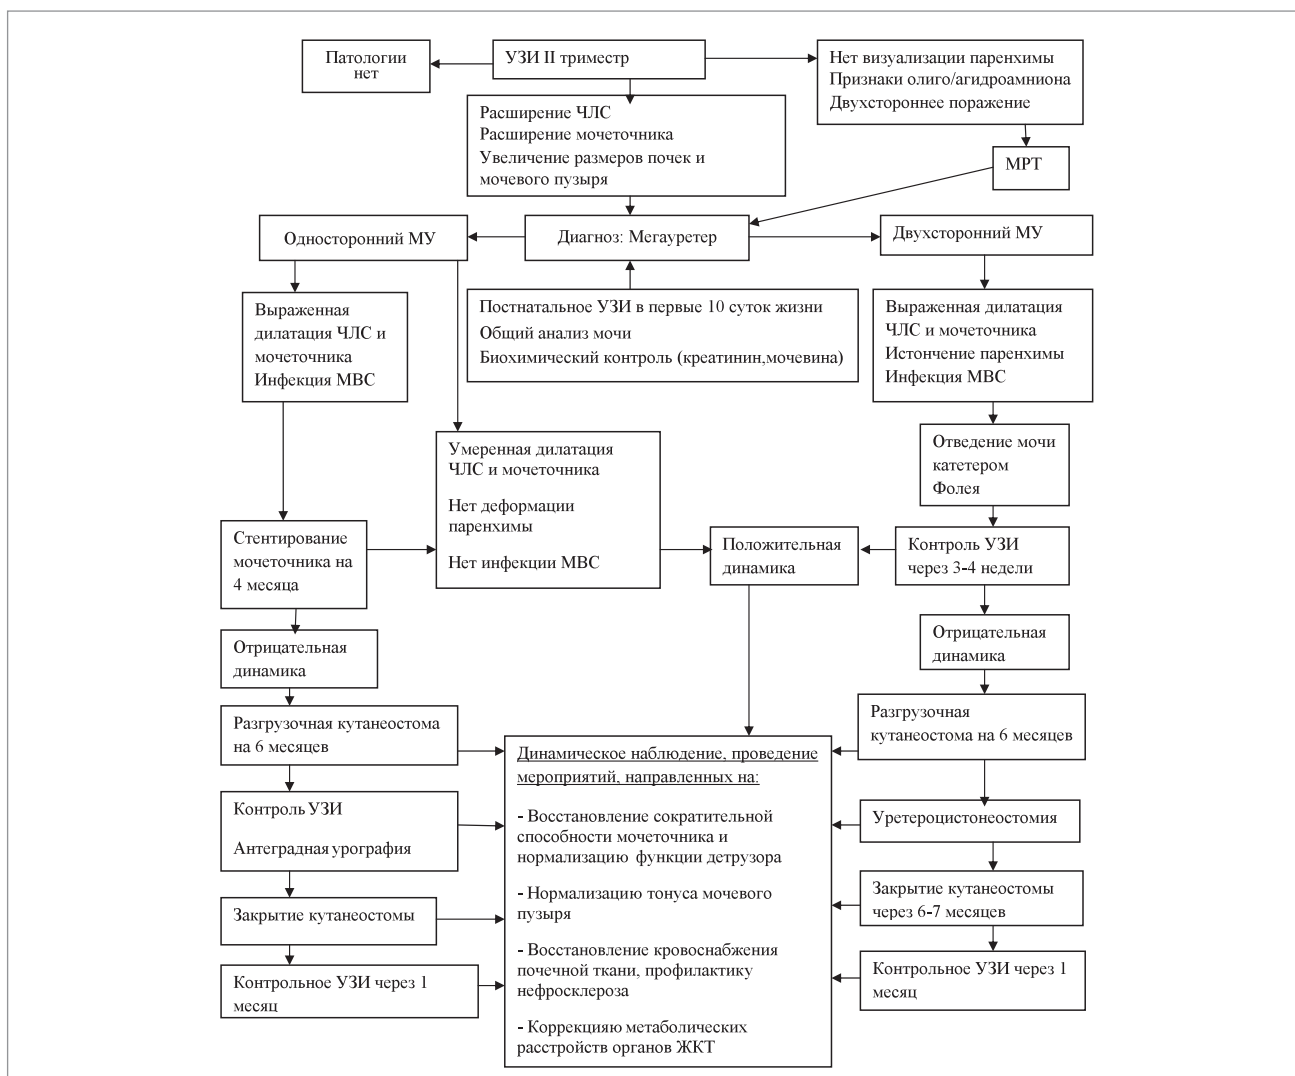 Патологии
нет
УЗИ II триместр
Нет визуализации паренхимы
Признаки олиго/агидроамниона
Двухстороннее поражение
Расширение ЧЛС
Расширение мочеточника
Увеличение размеров почек и
мочевого пузыря
МРТ
Односторонний МУ
Диагноз: Мегауретер
Двухсторонний МУ
Выраженная
дилатация ЧЛС и
мочеточника
Инфекция МВС
Постнатальное УЗИ в первые 10 суток жизни
Общий анализ мочи
Биохимический контроль (креатинин,мочевина)
Выраженная дилатация
ЧЛС и мочеточника
Истончение паренхимы
Инфекция МВС
Умеренная дилатация
ЧЛС и мочеточника
Нет деформации
паренхимы
Нет инфекции МВС
Отведение мочи
катетером
Фолея
Стентирование
мочеточника на
4 месяца
Положительная
динамика
Контроль УЗИ
через 3-4 недели
Отрицательная
динамика
Отрицательная
динамика
Разгрузочная кутанеостома
на 6 месяцев
Разгрузочная
кутанеостома на 6 месяцев
Динамическое наблюдение, проведение
мероприятий, направленных на:
- Восстановление сократительной
способности мочеточника и
нормализацию функции детрузора
- Нормализацию тонуса мочевого
пузыря
- Восстановление кровоснабжения
почечной ткани, профилактику
нефросклероза
- Коррекцияю метаболических
расстройств органов ЖКТ
Контроль УЗИ
Антеградная урография
Уретероцистонеостомия
Закрытие кутанеостомы
Закрытие кутанеостомы
через 6-7 месяцев
Контрольное УЗИ через 1
месяц
Контрольное УЗИ через 1
месяц